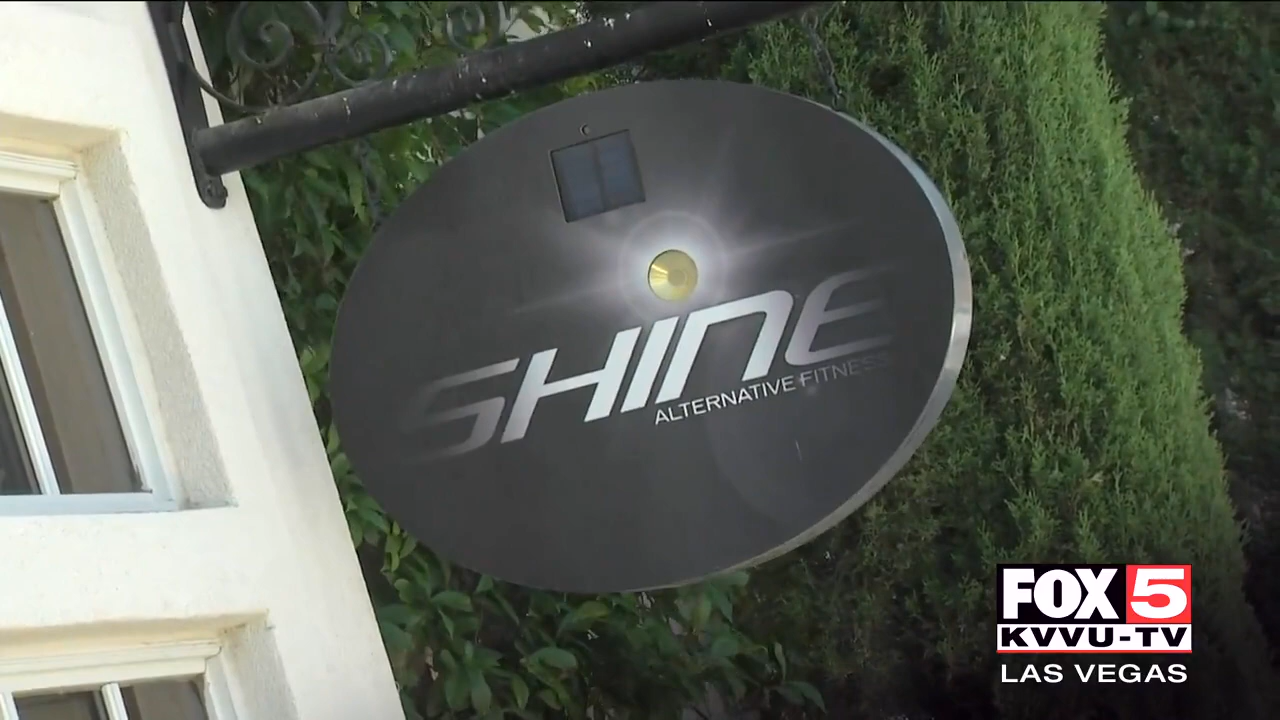 SHINE
ALTERNATIVE FITNESS
FOX 5
KVVU-TV
LAS VEGAS